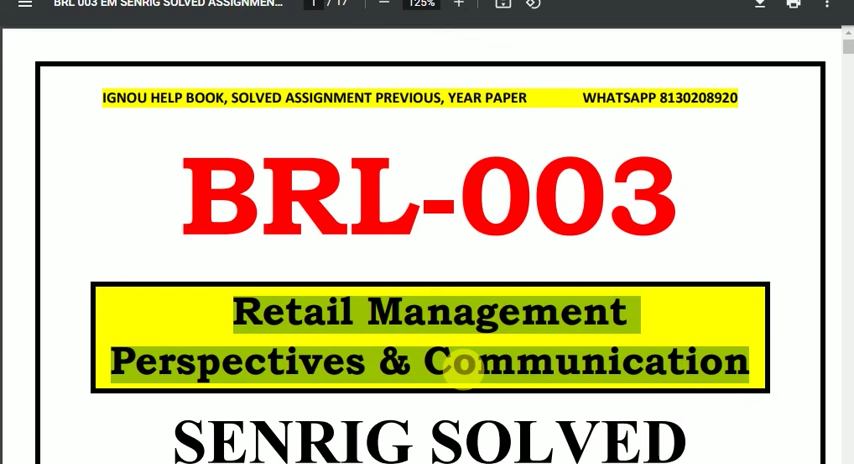 BRL 003 EM SENRIG SOLVED ASSIGNMEN... 1 / 17 125%
IGNOU HELP BOOK, SOLVED ASSIGNMENT PREVIOUS, YEAR PAPER WHATSAPP 8130208920
BRL-003
Retail Management
Perspectives & Communication
SENRIG SOLVED